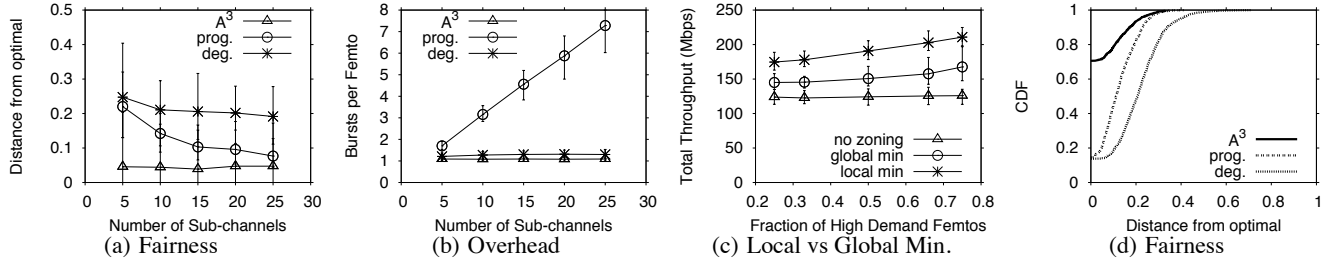 0.5
0.4
0.3
0.2
0.1
0
0 5 10 15 20 25 30
Distance from optimal
Number of Sub-channels
A³
prog.
deg.
(a) Fairness
8
7
6
5
4
3
2
1
0
0 5 10 15 20 25 30
Bursts per Femto
Number of Sub-channels
A³
prog.
deg.
(b) Overhead
250
200
150
100
50
0
0.2 0.3 0.4 0.5 0.6 0.7 0.8
Total Throughput (Mbps)
Fraction of High Demand Femtos
no zoning
global min
local min
(c) Local vs Global Min.
1
0.8
0.6
0.4
0.2
0
0 0.2 0.4 0.6 0.8 1
CDF
Distance from optimal
A³
prog.
deg.
(d) Fairness